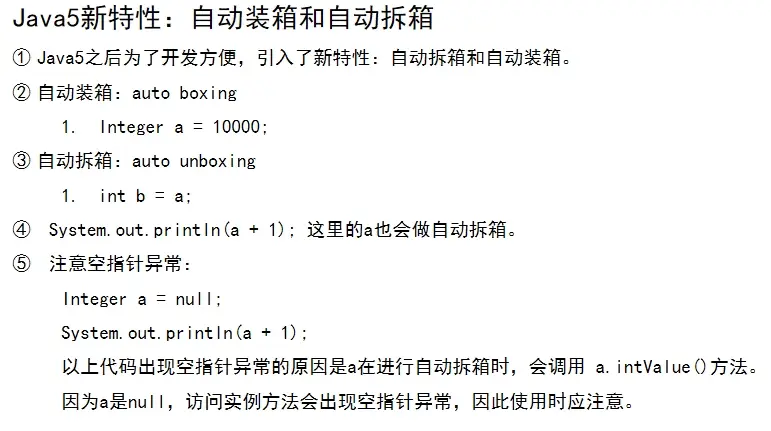 Java5新特性：自动装箱和自动拆箱
① Java5之后为了开发方便，引入了新特性：自动拆箱和自动装箱。
② 自动装箱：auto boxing
1. Integer a = 10000;
③ 自动拆箱：auto unboxing
1. int b = a;
④ System.out.println(a + 1); 这里的a也会做自动拆箱。
⑤ 注意空指针异常：
Integer a = null;
System.out.println(a + 1);
以上代码出现空指针异常的原因是a在进行自动拆箱时，会调用 a.intValue()方法。
因为a是null，访问实例方法会出现空指针异常，因此使用时应注意。